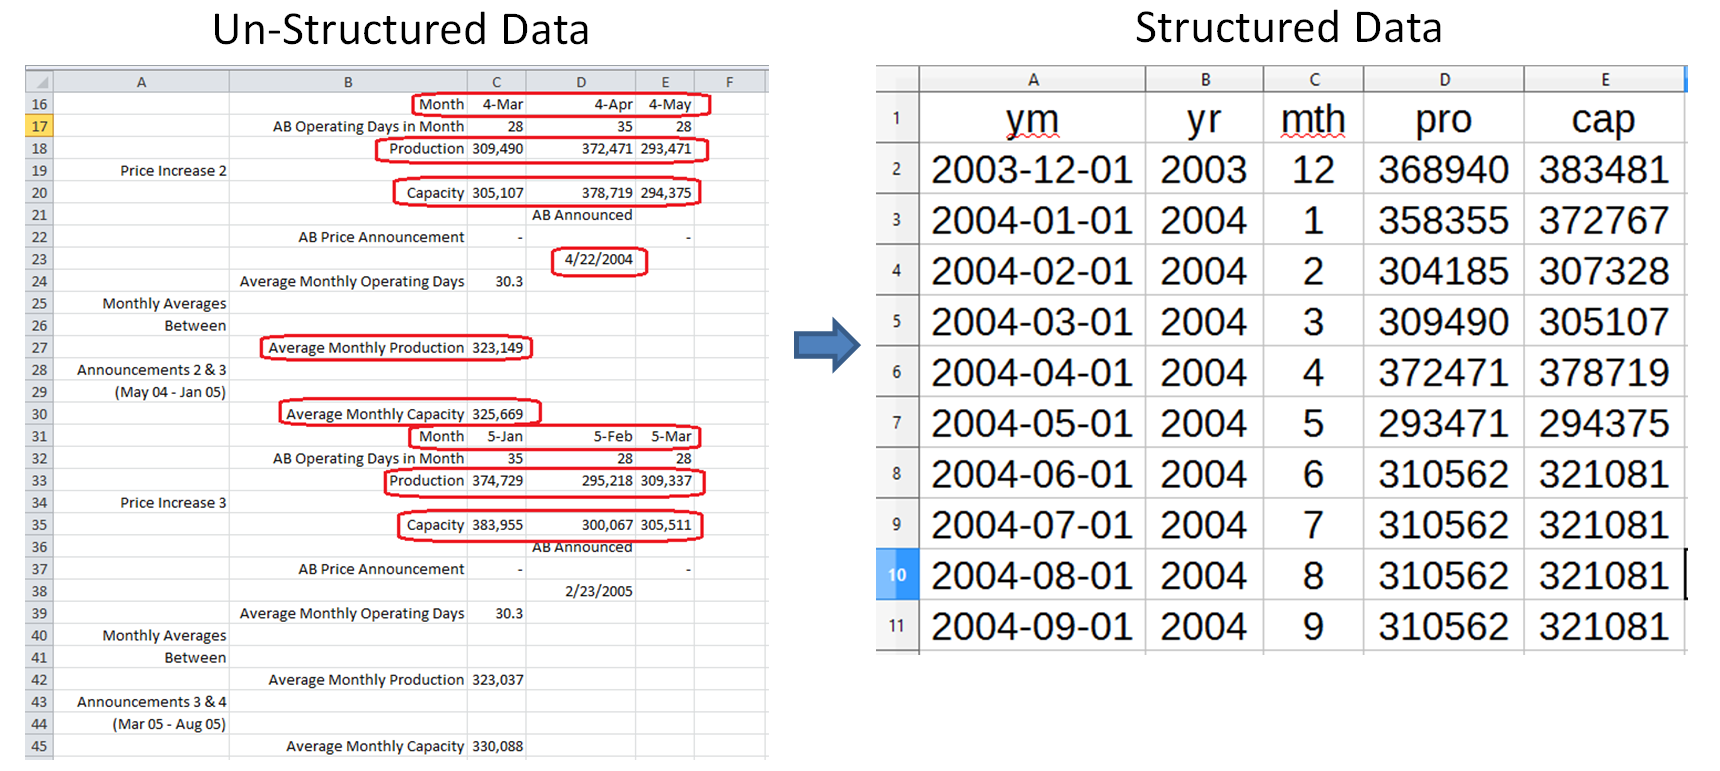 Un-Structured Data
A B C D E F
16 Month 4-Mar 4-Apr 4-May
17 AB Operating Days in Month 28 35 28
18 Production 309,490 372,471 293,471
19 Price Increase 2
20 Capacity 305,107 378,719 294,375
21 AB Announced
22 AB Price Announcement - -
23 4/22/2004
24 Average Monthly Operating Days 30.3
25 Monthly Averages
26 Between
27 Average Monthly Production 323,149
28 Announcements 2 & 3
29 (May 04 - Jan 05)
30 Average Monthly Capacity 325,669
31 Month 5-Jan 5-Feb 5-Mar
32 AB Operating Days in Month 35 28 28
33 Production 374,729 295,218 309,337
34 Price Increase 3
35 Capacity 383,955 300,067 305,511
36 AB Announced
37 AB Price Announcement - -
38 2/23/2005
39 Average Monthly Operating Days 30.3
40 Monthly Averages
41 Between
42 Average Monthly Production 323,037
43 Announcements 3 & 4
44 (Mar 05 - Aug 05)
45 Average Monthly Capacity 330,088
Structured Data
A B C D E
1 ym yr mth pro cap
2 2003-12-01 2003 12 368940 383481
3 2004-01-01 2004 1 358355 372767
4 2004-02-01 2004 2 304185 307328
5 2004-03-01 2004 3 309490 305107
6 2004-04-01 2004 4 372471 378719
7 2004-05-01 2004 5 293471 294375
8 2004-06-01 2004 6 310562 321081
9 2004-07-01 2004 7 310562 321081
10 2004-08-01 2004 8 310562 321081
11 2004-09-01 2004 9 310562 321081